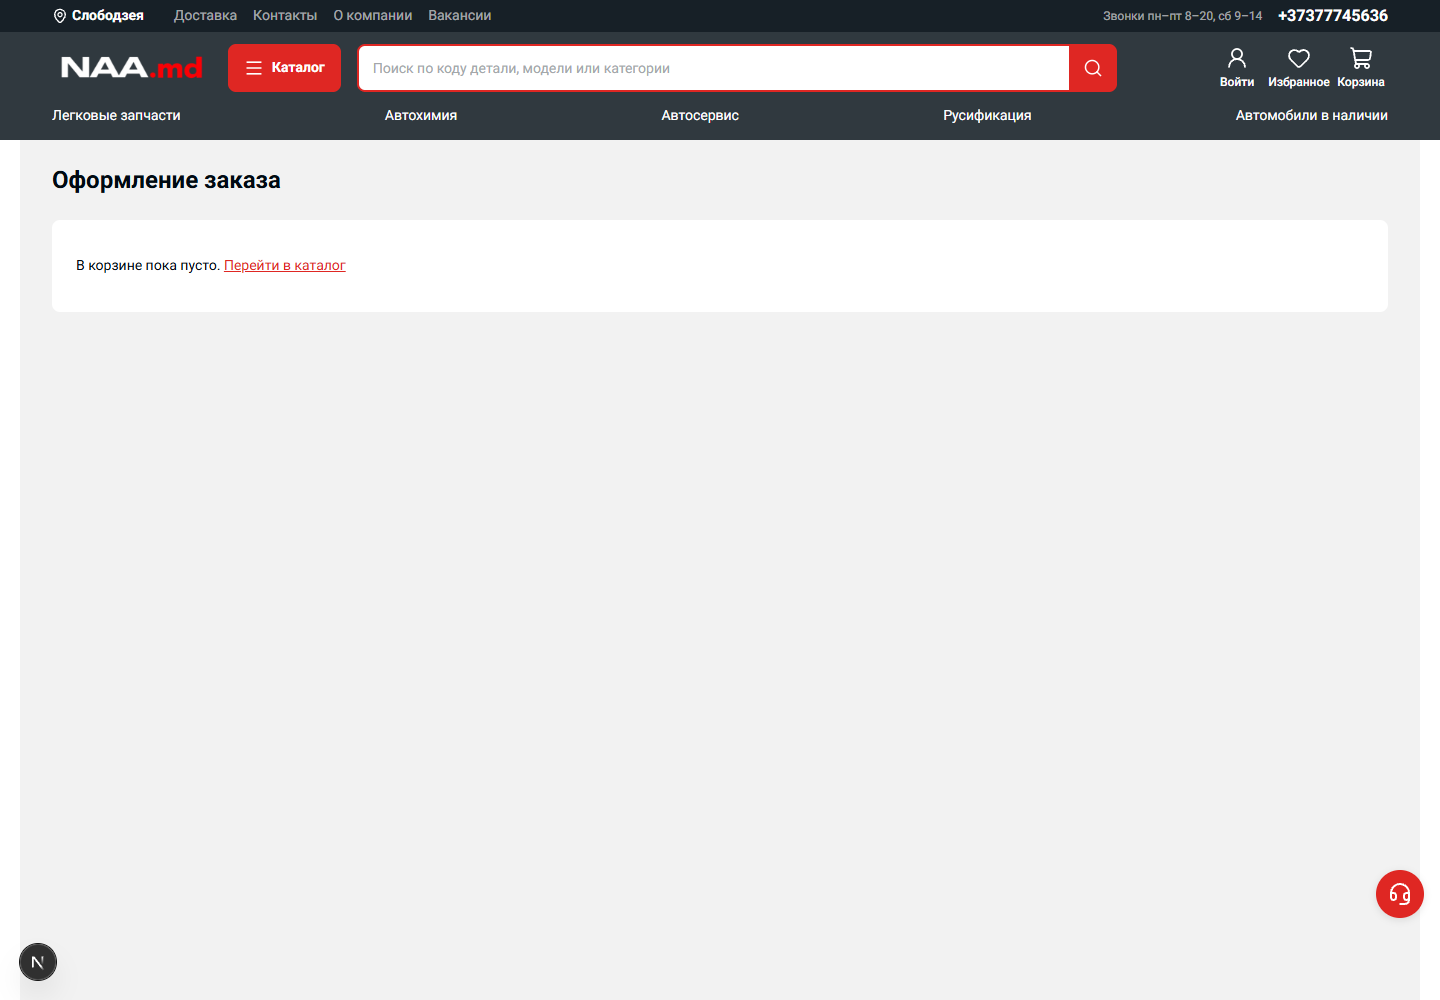 Слободзея Доставка Контакты О компании Вакансии Звонки пн–пт 8–20, сб 9–14 +37377745636
NAA.md Каталог Поиск по коду детали, модели или категории Войти Избранное Корзина
Легковые запчасти Автохимия Автосервис Русификация Автомобили в наличии
Оформление заказа
В корзине пока пусто. Перейти в каталог
N